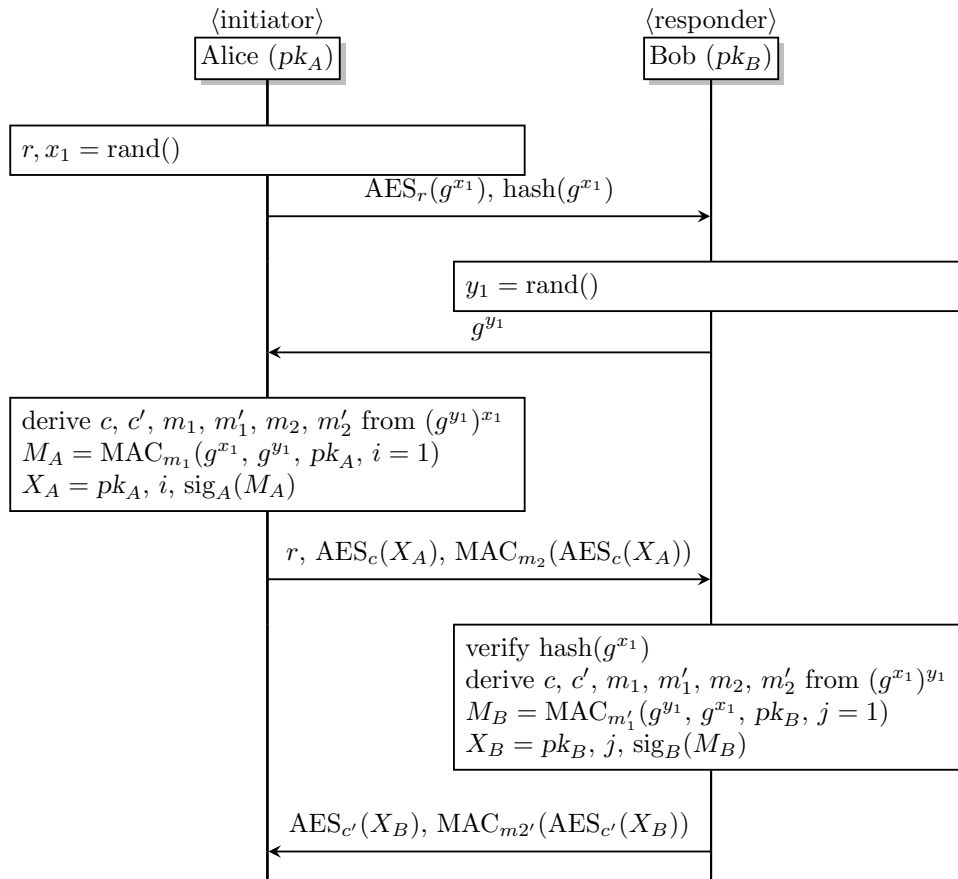 ⟨initiator⟩ ⟨responder⟩
Alice (pk_A) Bob (pk_B)
r, x_1 = rand()
AES_r(g^{x_1}), hash(g^{x_1})
y_1 = rand()
g^{y_1}
derive c, c′, m_1, m′_1, m_2, m′_2 from (g^{y_1})^{x_1}
M_A = MAC_{m_1}(g^{x_1}, g^{y_1}, pk_A, i = 1)
X_A = pk_A, i, sig_A(M_A)
r, AES_c(X_A), MAC_{m_2}(AES_c(X_A))
verify hash(g^{x_1})
derive c, c′, m_1, m′_1, m_2, m′_2 from (g^{x_1})^{y_1}
M_B = MAC_{m′_1}(g^{y_1}, g^{x_1}, pk_B, j = 1)
X_B = pk_B, j, sig_B(M_B)
AES_{c′}(X_B), MAC_{m2′}(AES_{c′}(X_B))